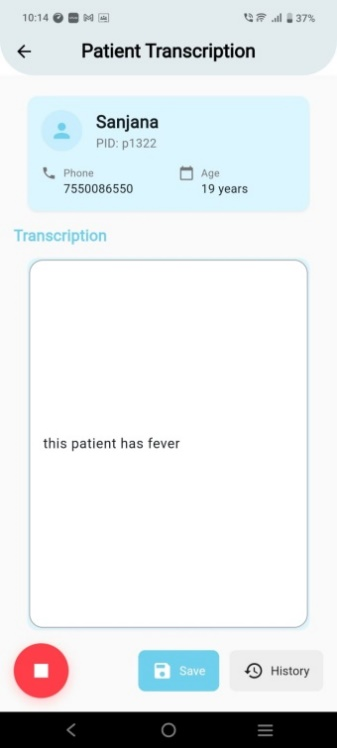 10:14 37%
Patient Transcription
Sanjana
PID: p1322
Phone Age
7550086550 19 years
Transcription
this patient has fever
Save History